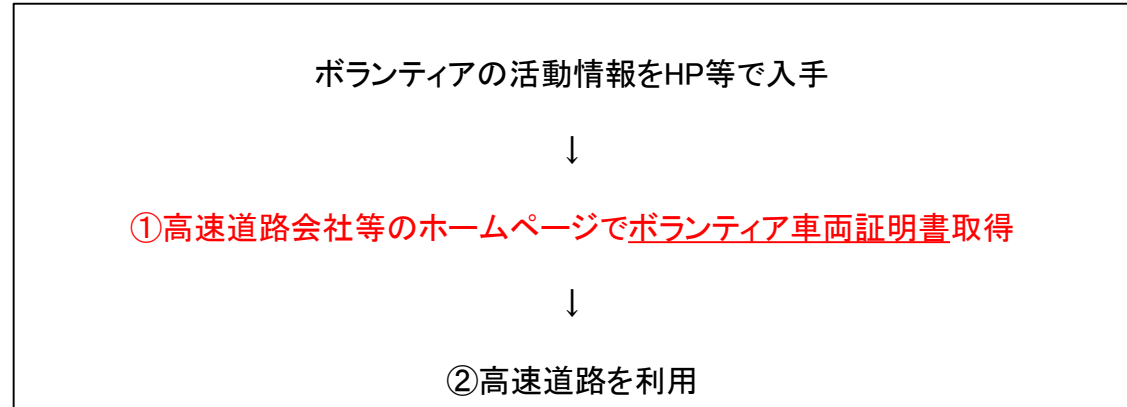 ボランティアの活動情報をHP等で入手
↓
①高速道路会社等のホームページでボランティア車両証明書取得
↓
②高速道路を利用